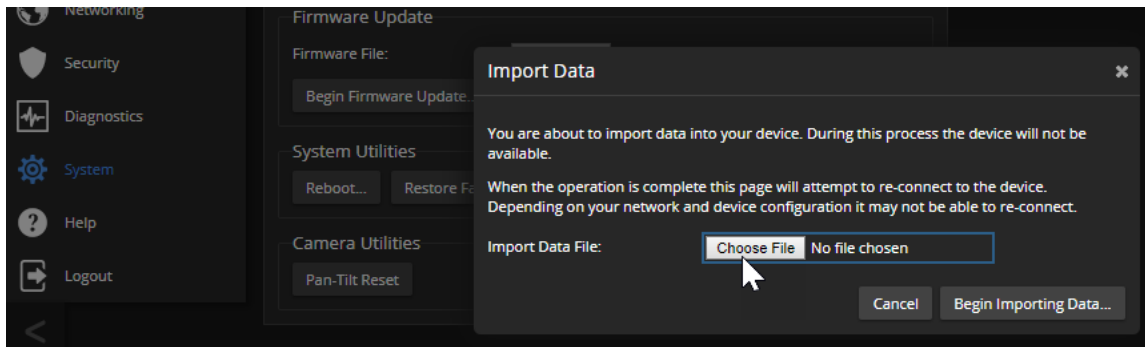 Networking
Security
Diagnostics
System
Help
Logout
Firmware Update
Firmware File:
Begin Firmware Update...
System Utilities
Reboot...
Restore
Camera Utilities
Pan-Tilt Reset
Import Data
You are about to import data into your device. During this process the device will not be
available.
When the operation is complete this page will attempt to re-connect to the device.
Depending on your network and device configuration it may not be able to re-connect.
Import Data File:
Choose File No file chosen
Cancel
Begin Importing Data...